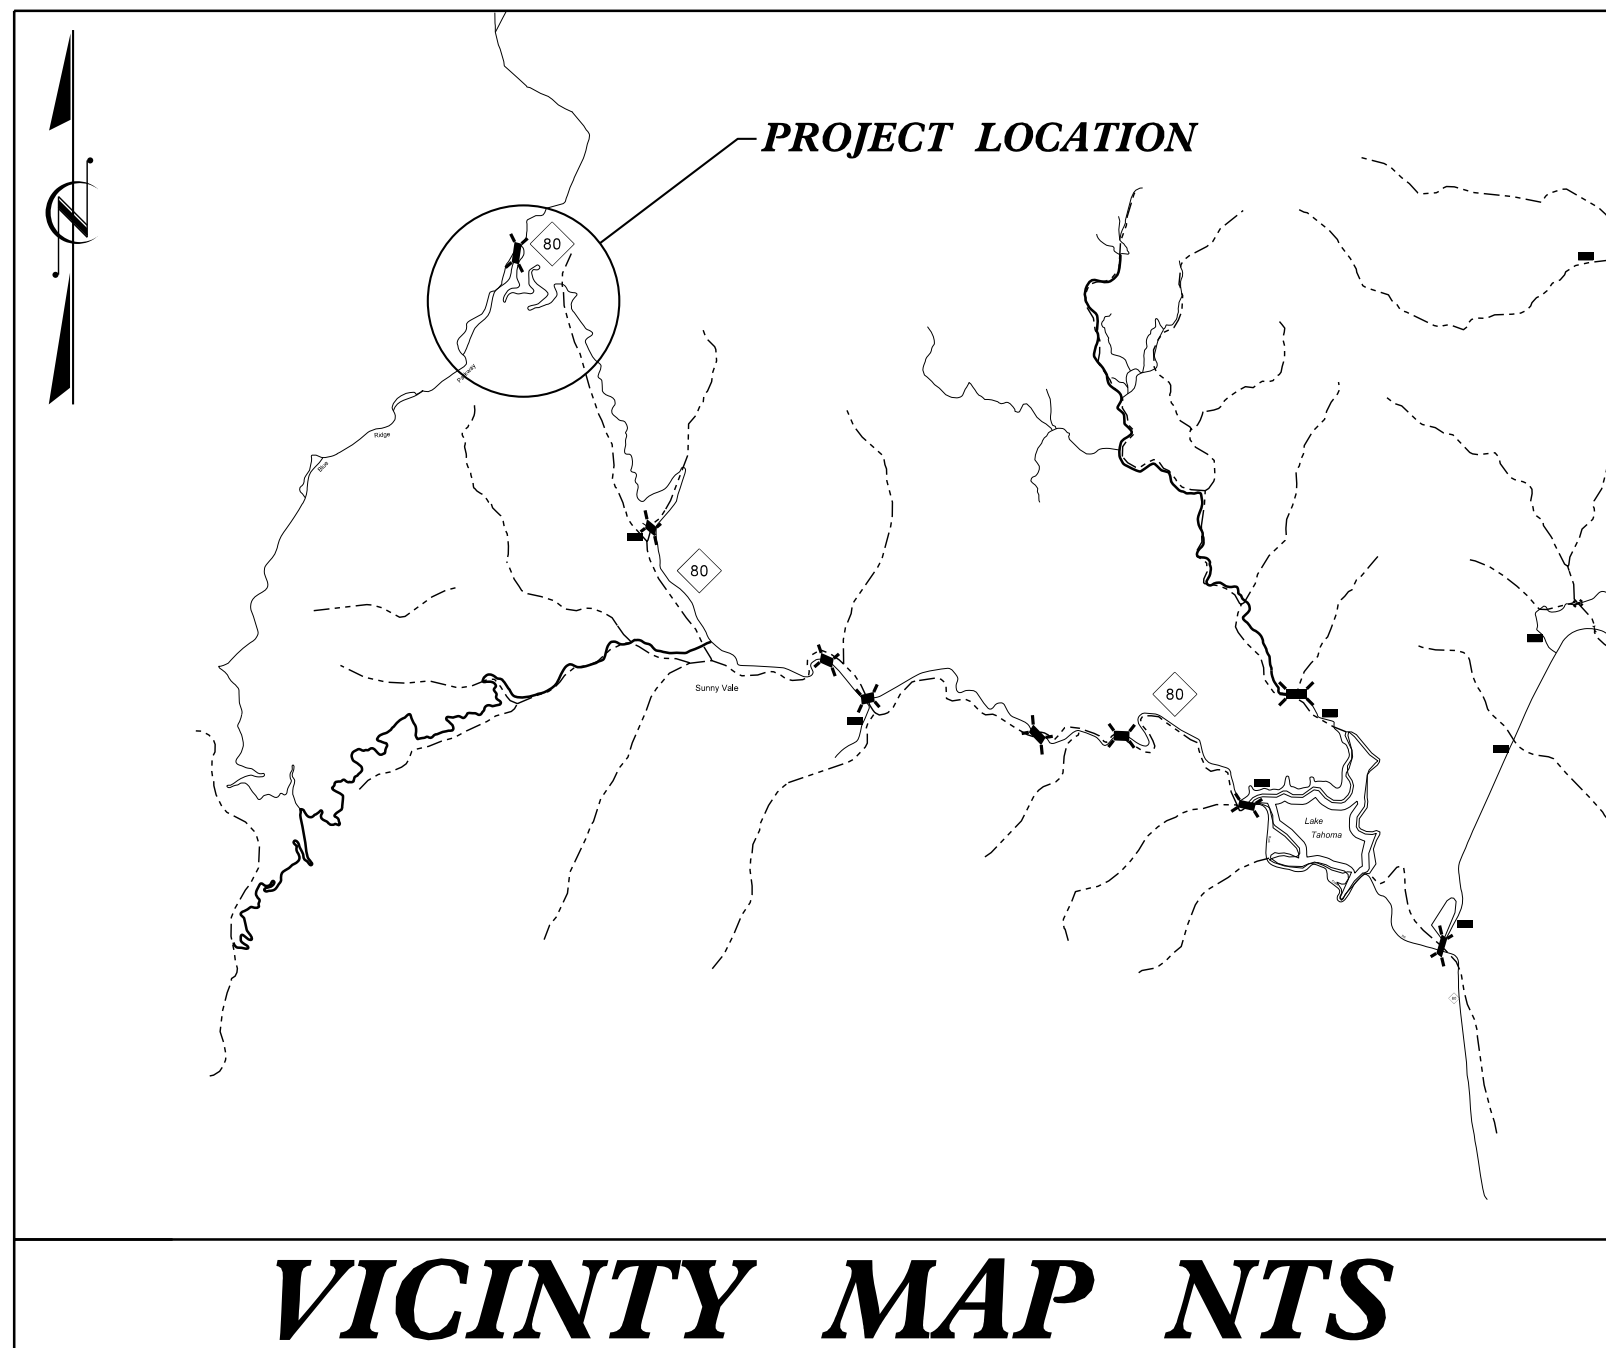 PROJECT LOCATION
N
80
Parkway
Ridge
Blue
80
Sunny Vale
80
Lake
Tahoma
VICINTY MAP NTS